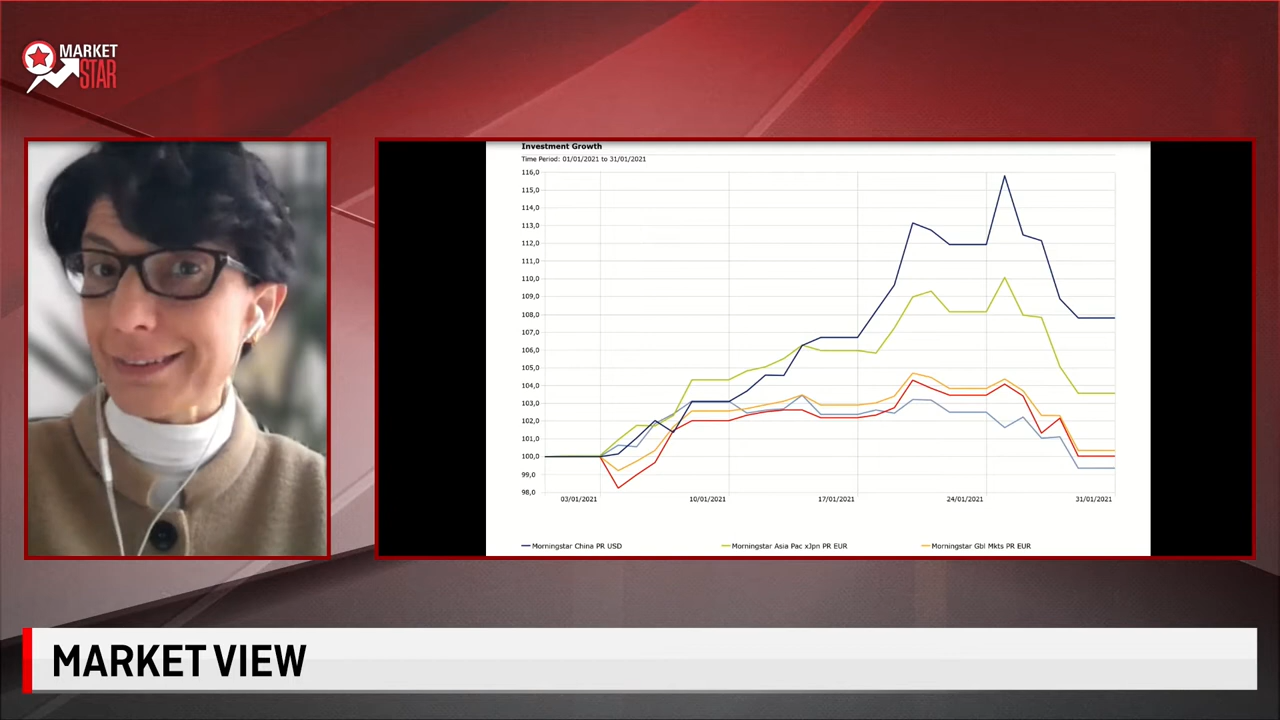 MARKET
STAR
Investment Growth
Time Period: 01/01/2021 to 31/01/2021
116,0
115,0
114,0
113,0
112,0
111,0
110,0
109,0
108,0
107,0
106,0
105,0
104,0
103,0
102,0
101,0
100,0
99,0
98,0
03/01/2021 10/01/2021 17/01/2021 24/01/2021 31/01/2021
Morningstar China PR USD Morningstar Asia Pac xJpn PR EUR Morningstar Gbl Mkts PR EUR
MARKET VIEW